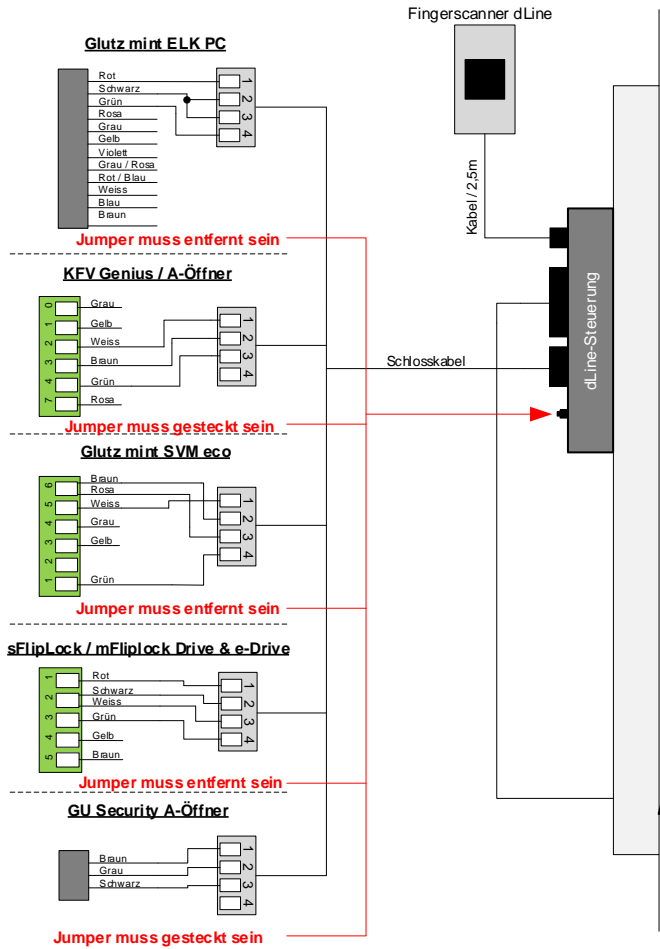 Fingerscanner dLine
Kabel / 2,5m
dLine-Steuerung
Schlosskabel
Glutz mint ELK PC
Rot
Schwarz
Grün
Rosa
Grau
Gelb
Violett
Grau / Rosa
Rot / Blau
Weiss
Blau
Braun
1
2
3
4
Jumper muss entfernt sein
KFV Genius / A-Öffner
0 Grau
1 Gelb
2 Weiss
3 Braun
4 Grün
7 Rosa
1
2
3
4
Jumper muss gesteckt sein
Glutz mint SVM eco
6 Braun
Rosa
5 Weiss
4 Grau
3 Gelb
2
1 Grün
1
2
3
4
Jumper muss entfernt sein
sFlipLock / mFliplock Drive & e-Drive
1 Rot
2 Schwarz
Weiss
3 Grün
4 Gelb
5 Braun
1
2
3
4
Jumper muss entfernt sein
GU Security A-Öffner
Braun
Grau
Schwarz
1
2
3
4
Jumper muss gesteckt sein